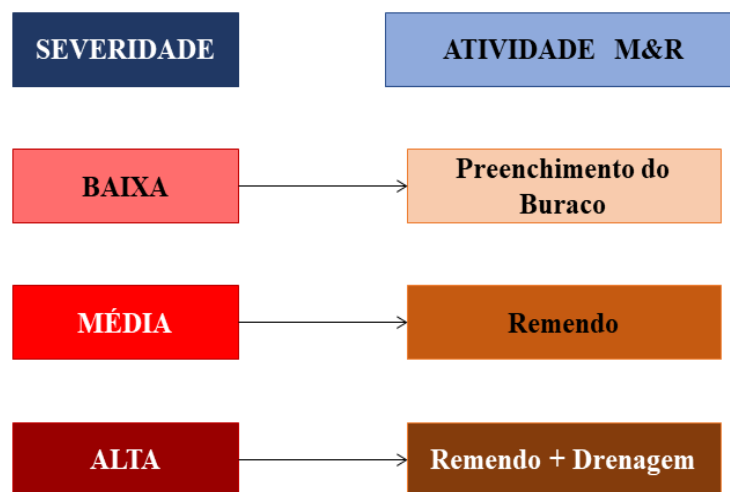 SEVERIDADE
ATIVIDADE M&R
BAIXA
Preenchimento do
Buraco
MÉDIA
Remendo
ALTA
Remendo + Drenagem